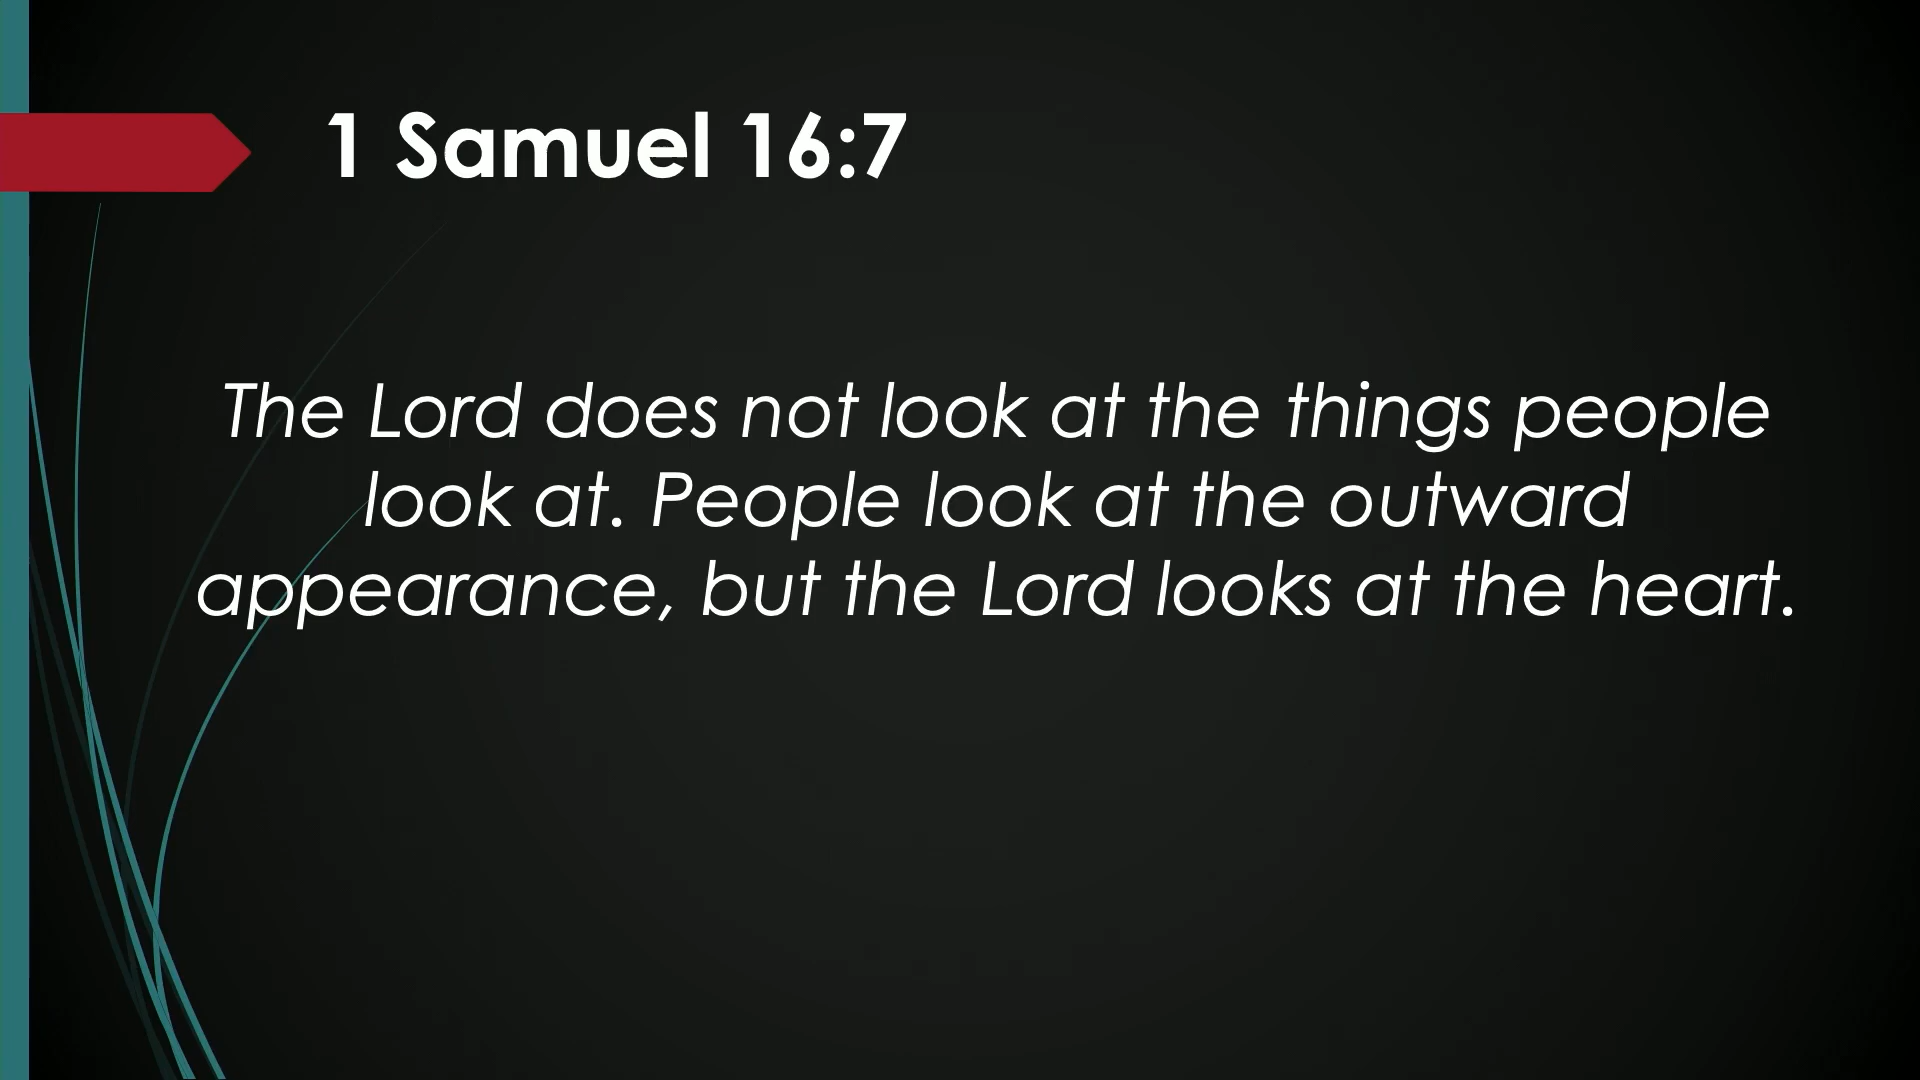 1 Samuel 16:7
The Lord does not look at the things people
look at. People look at the outward
appearance, but the Lord looks at the heart.